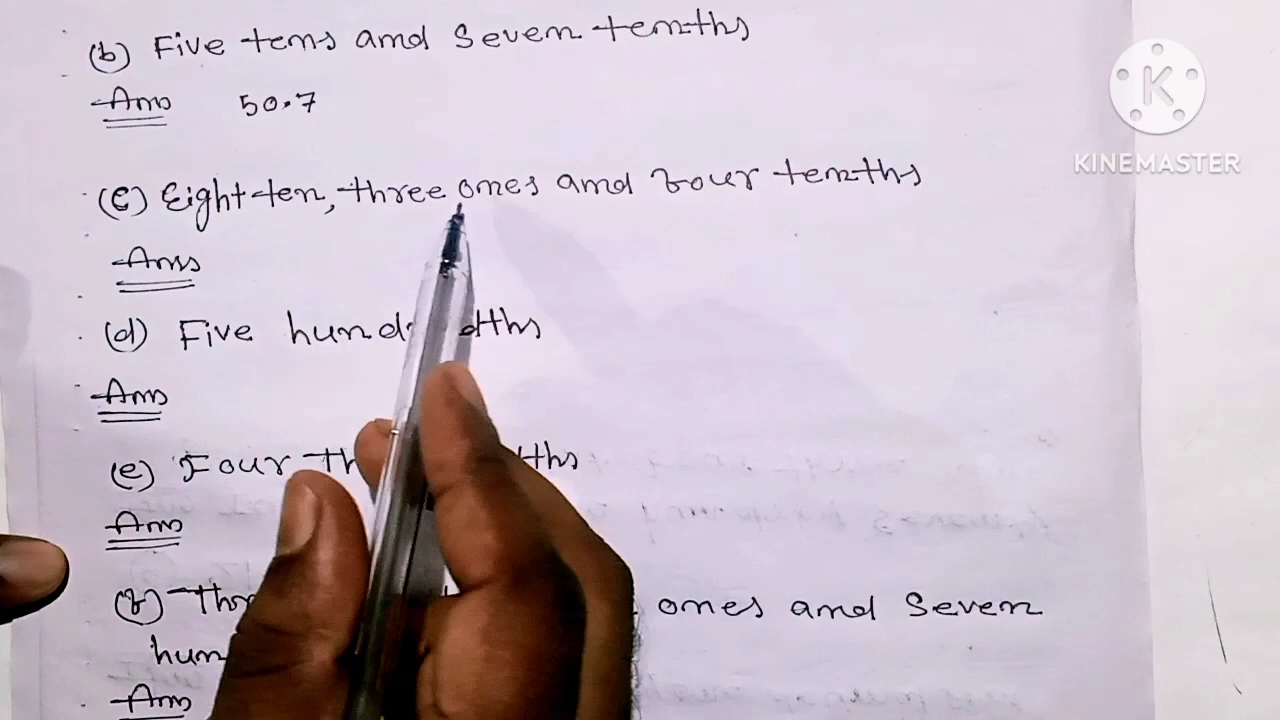 (b) Five tens and seven tenths
Ans 50.7
K
KINEMASTER
(c) Eight ten, three ones and four tenths
Ans
(d) Five
Ans
(e) Four
Ans
(f) ones and seven
Ans